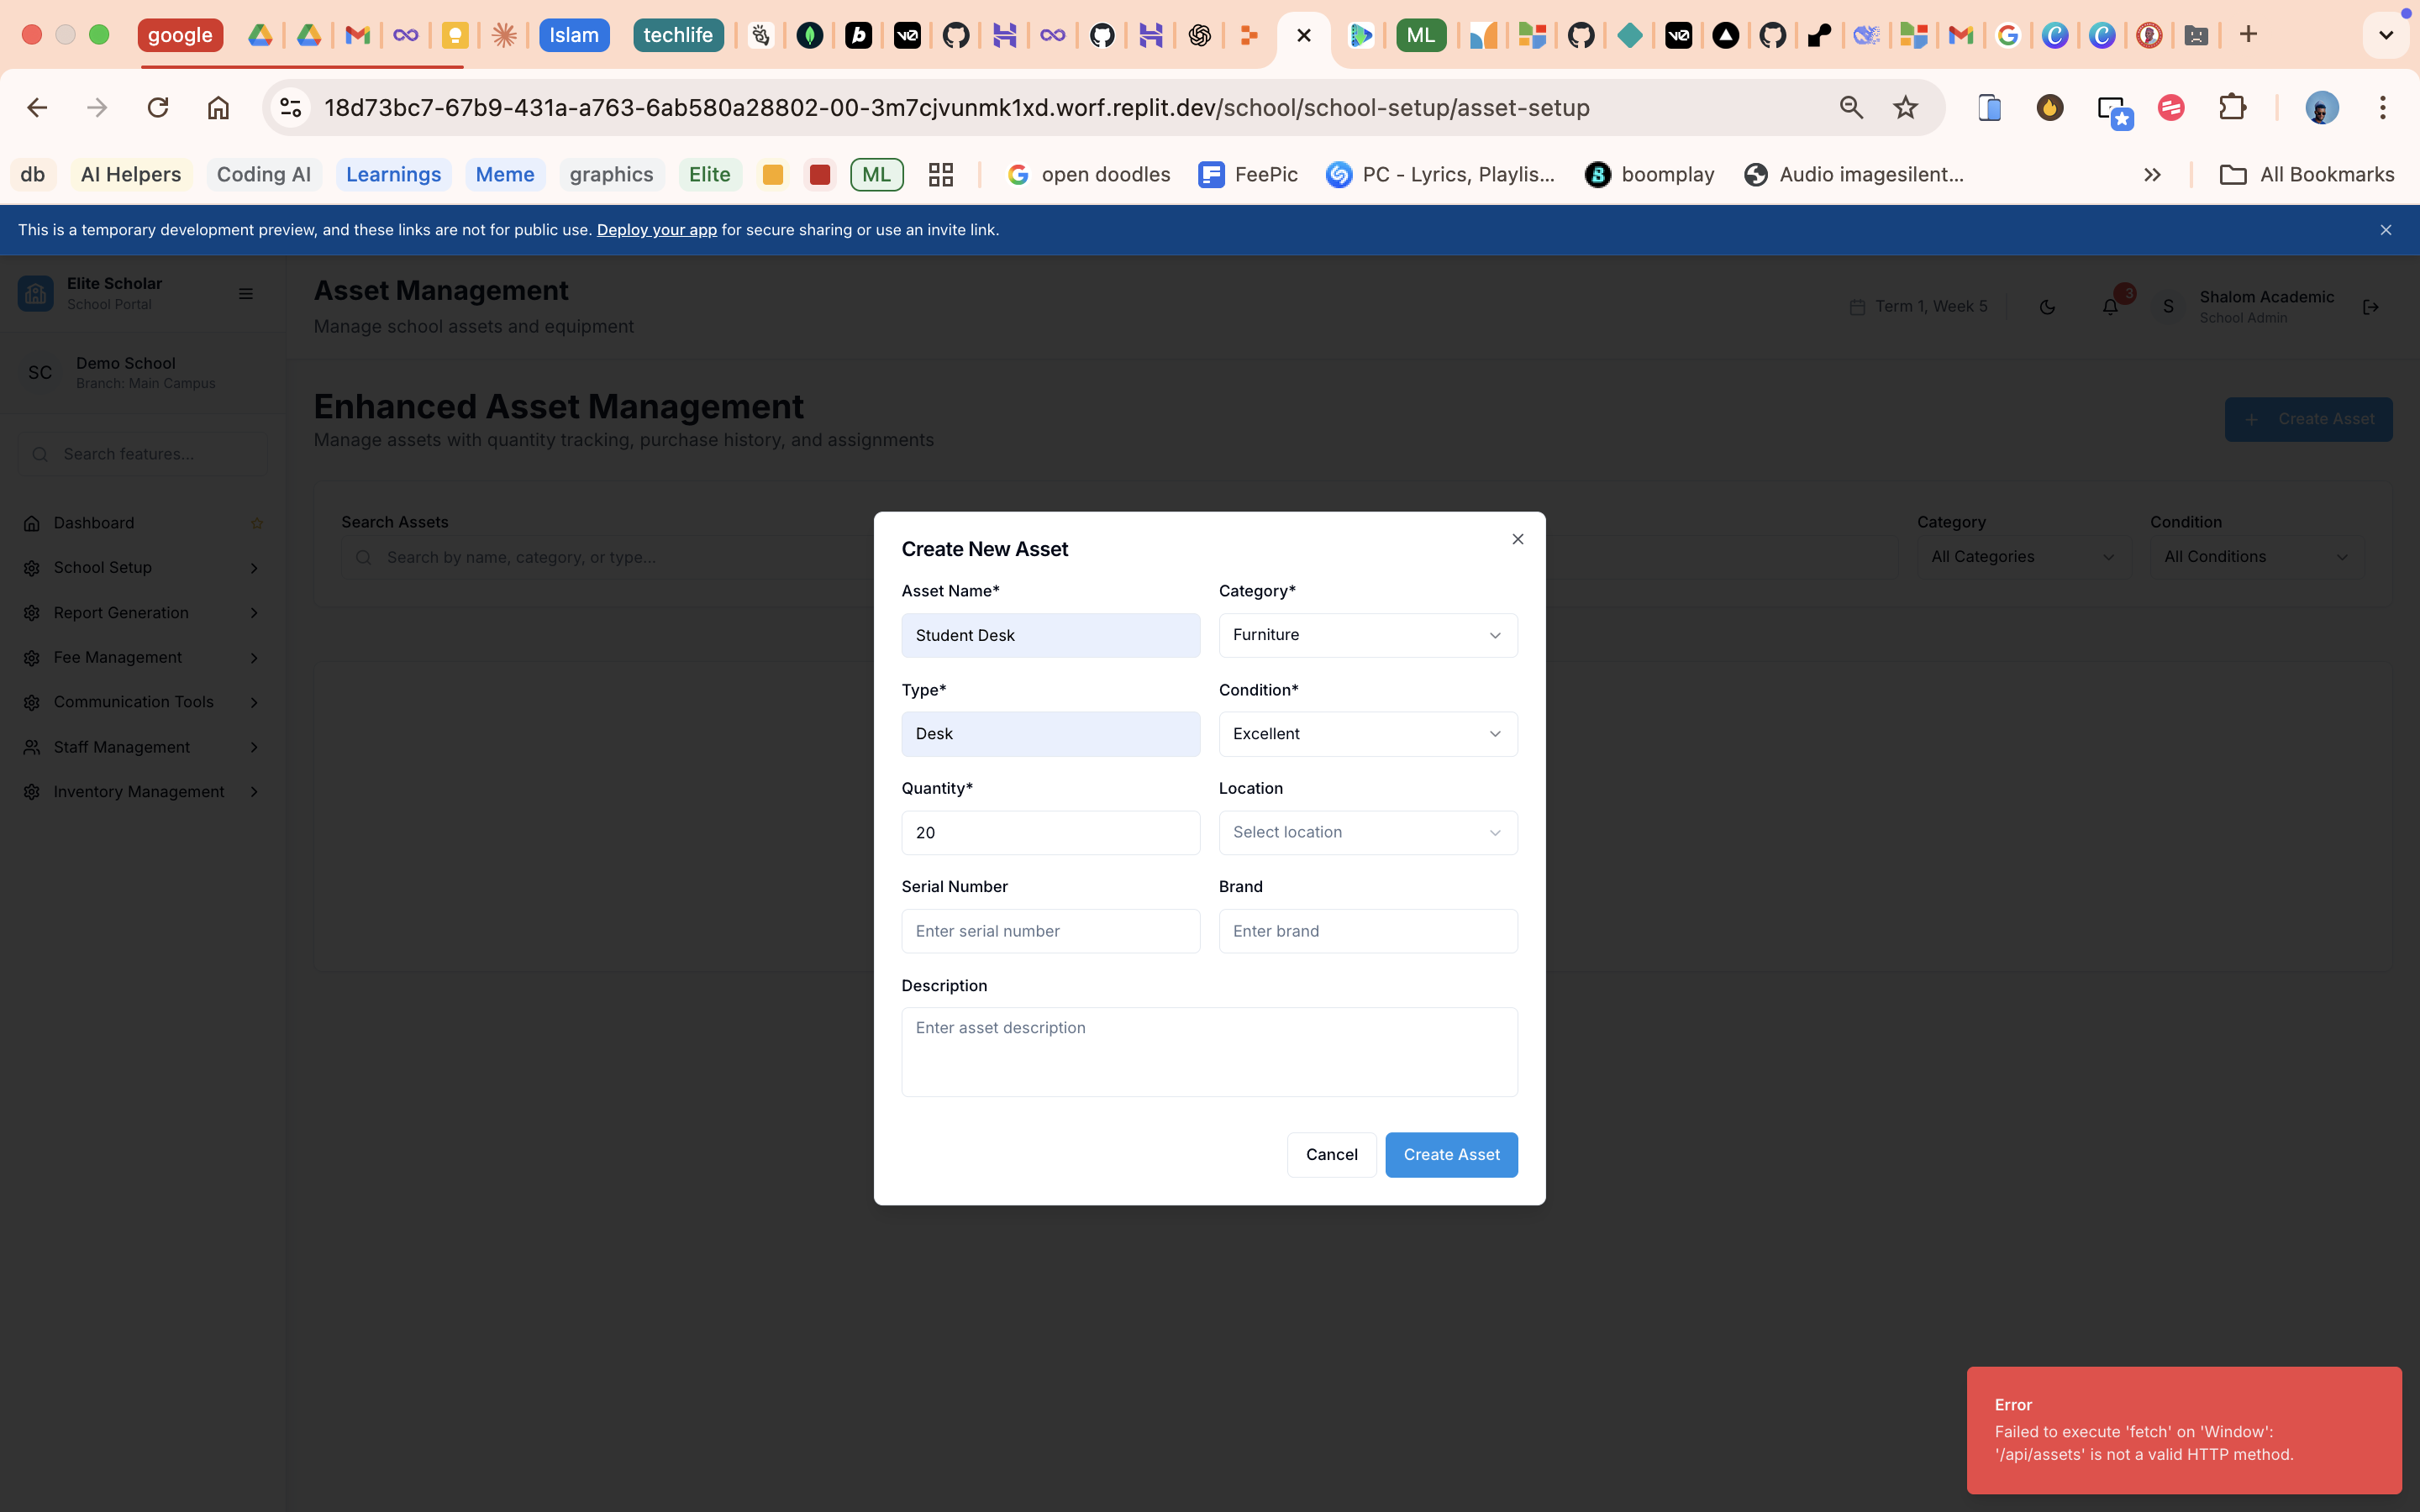 google
Islam
techlife
ML
18d73bc7-67b9-431a-a763-6ab580a28802-00-3m7cjvunmk1xd.worf.replit.dev/school/school-setup/asset-setup
db
AI Helpers
Coding AI
Learnings
Meme
graphics
Elite
ML
open doodles
FeePic
PC - Lyrics, Playlis...
boomplay
Audio imagesilent...
All Bookmarks
This is a temporary development preview, and these links are not for public use. Deploy your app for secure sharing or use an invite link.
Elite Scholar
School Portal
Asset Management
Manage school assets and equipment
Term 1, Week 5
3
S
Shalom Academic
School Admin
SC
Demo School
Branch: Main Campus
Enhanced Asset Management
Manage assets with quantity tracking, purchase history, and assignments
Create Asset
Search features...
Dashboard
School Setup
Report Generation
Fee Management
Communication Tools
Staff Management
Inventory Management
Search Assets
Search by name, category, or type...
Category
All Categories
Condition
All Conditions
Create New Asset
Asset Name*
Category*
Student Desk
Furniture
Type*
Condition*
Desk
Excellent
Quantity*
Location
20
Select location
Serial Number
Brand
Enter serial number
Enter brand
Description
Enter asset description
Cancel
Create Asset
Error
Failed to execute 'fetch' on 'Window':
'/api/assets' is not a valid HTTP method.